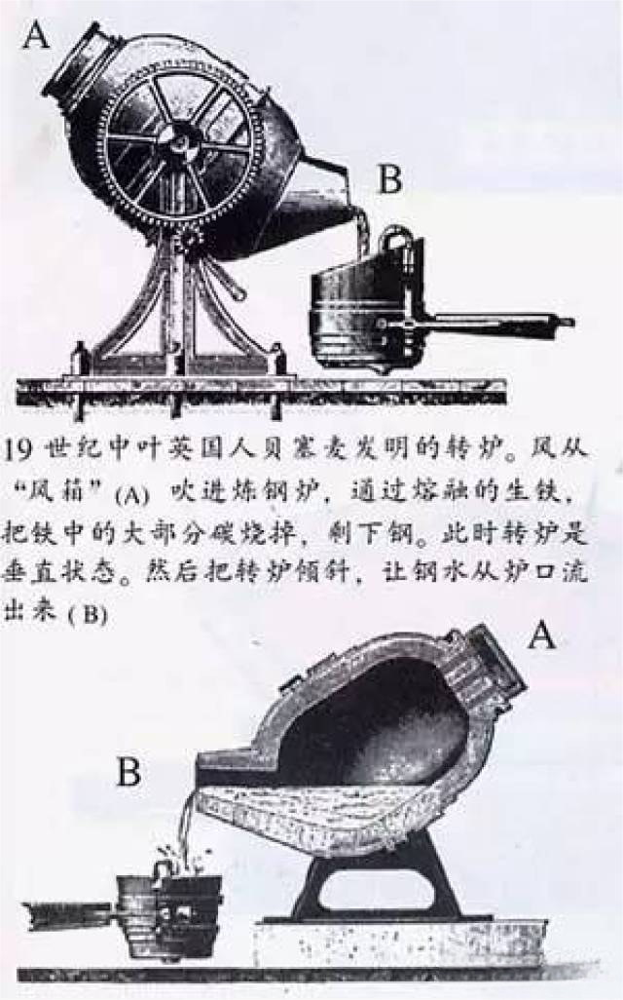 A
B
19世纪中叶英国人贝塞麦发明的转炉。风从
“风箱”(A) 吹进炼钢炉，通过熔融的生铁，
把铁中的大部分碳烧掉，剩下钢。此时转炉是
垂直状态。然后把转炉倾斜，让钢水从炉口流
出来 ( B )
A
B